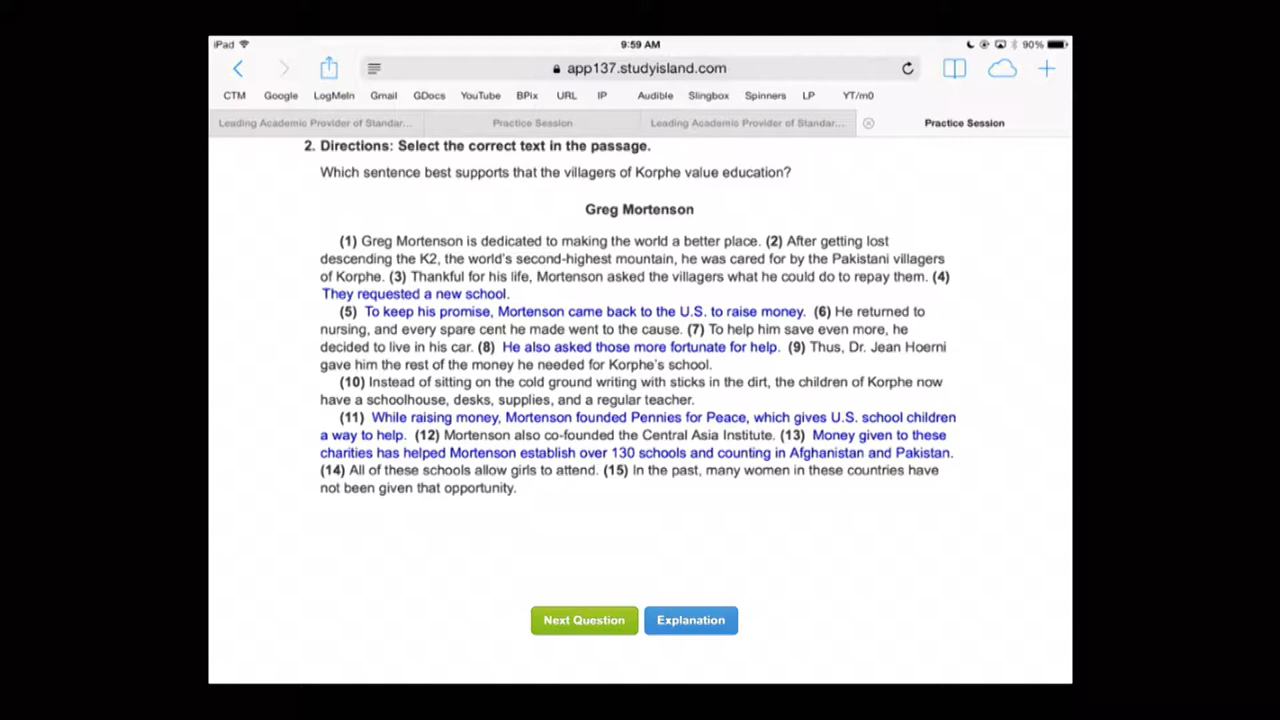 iPad 9:59 AM 90%
app137.studyisland.com
CTM Google LogMeIn Gmail GDocs YouTube BPix URL IP Audible Slingbox Spinners LP YT/m0
Leading Academic Provider of Standar... Practice Session Leading Academic Provider of Standar... Practice Session
2. Directions: Select the correct text in the passage.
Which sentence best supports that the villagers of Korphe value education?
Greg Mortenson
(1) Greg Mortenson is dedicated to making the world a better place. (2) After getting lost
descending the K2, the world's second-highest mountain, he was cared for by the Pakistani villagers
of Korphe. (3) Thankful for his life, Mortenson asked the villagers what he could do to repay them. (4)
They requested a new school.
(5) To keep his promise, Mortenson came back to the U.S. to raise money. (6) He returned to
nursing, and every spare cent he made went to the cause. (7) To help him save even more, he
decided to live in his car. (8) He also asked those more fortunate for help. (9) Thus, Dr. Jean Hoerni
gave him the rest of the money he needed for Korphe's school.
(10) Instead of sitting on the cold ground writing with sticks in the dirt, the children of Korphe now
have a schoolhouse, desks, supplies, and a regular teacher.
(11) While raising money, Mortenson founded Pennies for Peace, which gives U.S. school children
a way to help. (12) Mortenson also co-founded the Central Asia Institute. (13) Money given to these
charities has helped Mortenson establish over 130 schools and counting in Afghanistan and Pakistan.
(14) All of these schools allow girls to attend. (15) In the past, many women in these countries have
not been given that opportunity.
Next Question Explanation